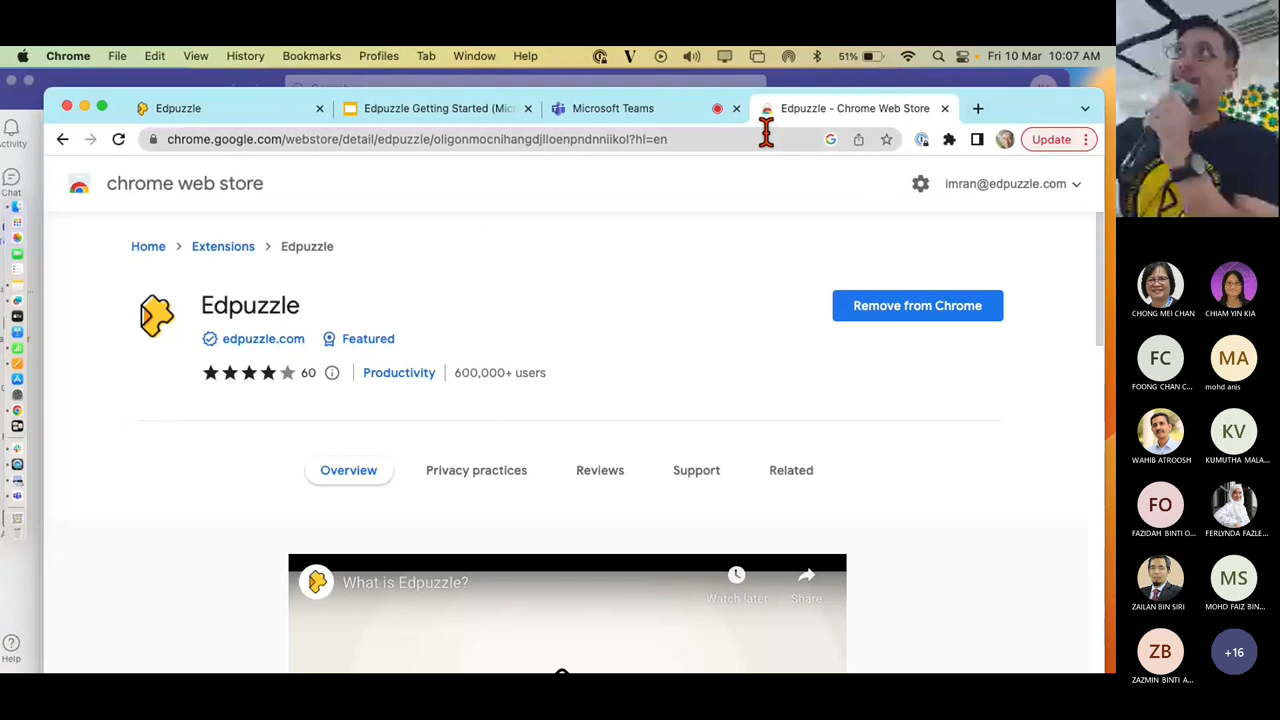 Chrome File Edit View History Bookmarks Profiles Tab Window Help 51% Fri 10 Mar 10:07 AM
Edpuzzle
Edpuzzle Getting Started (Mic
Microsoft Teams
Edpuzzle - Chrome Web Store
chrome.google.com/webstore/detail/edpuzzle/oligonmocnihangdjlloenpndnniikol?hl=en
Update
chrome web store
imran@edpuzzle.com
Home > Extensions > Edpuzzle
Edpuzzle
Remove from Chrome
edpuzzle.com Featured
60 Productivity 600,000+ users
Overview Privacy practices Reviews Support Related
What is Edpuzzle?
Watch later
Share
Activity
Chat
Help
CHONG MEI CHAN
CHIAM YIN KIA
FC
FOONG CHAN C...
MA
mohd anis
WAHIB ATROOSH
KV
KUMUTHA MALA...
FO
FAZIDAH BINTI O...
FERLYNDA FAZLE...
ZAILAN BIN SIRI
MS
MOHD FAIZ BIN...
ZB
ZAZMIN BINTI A...
+16